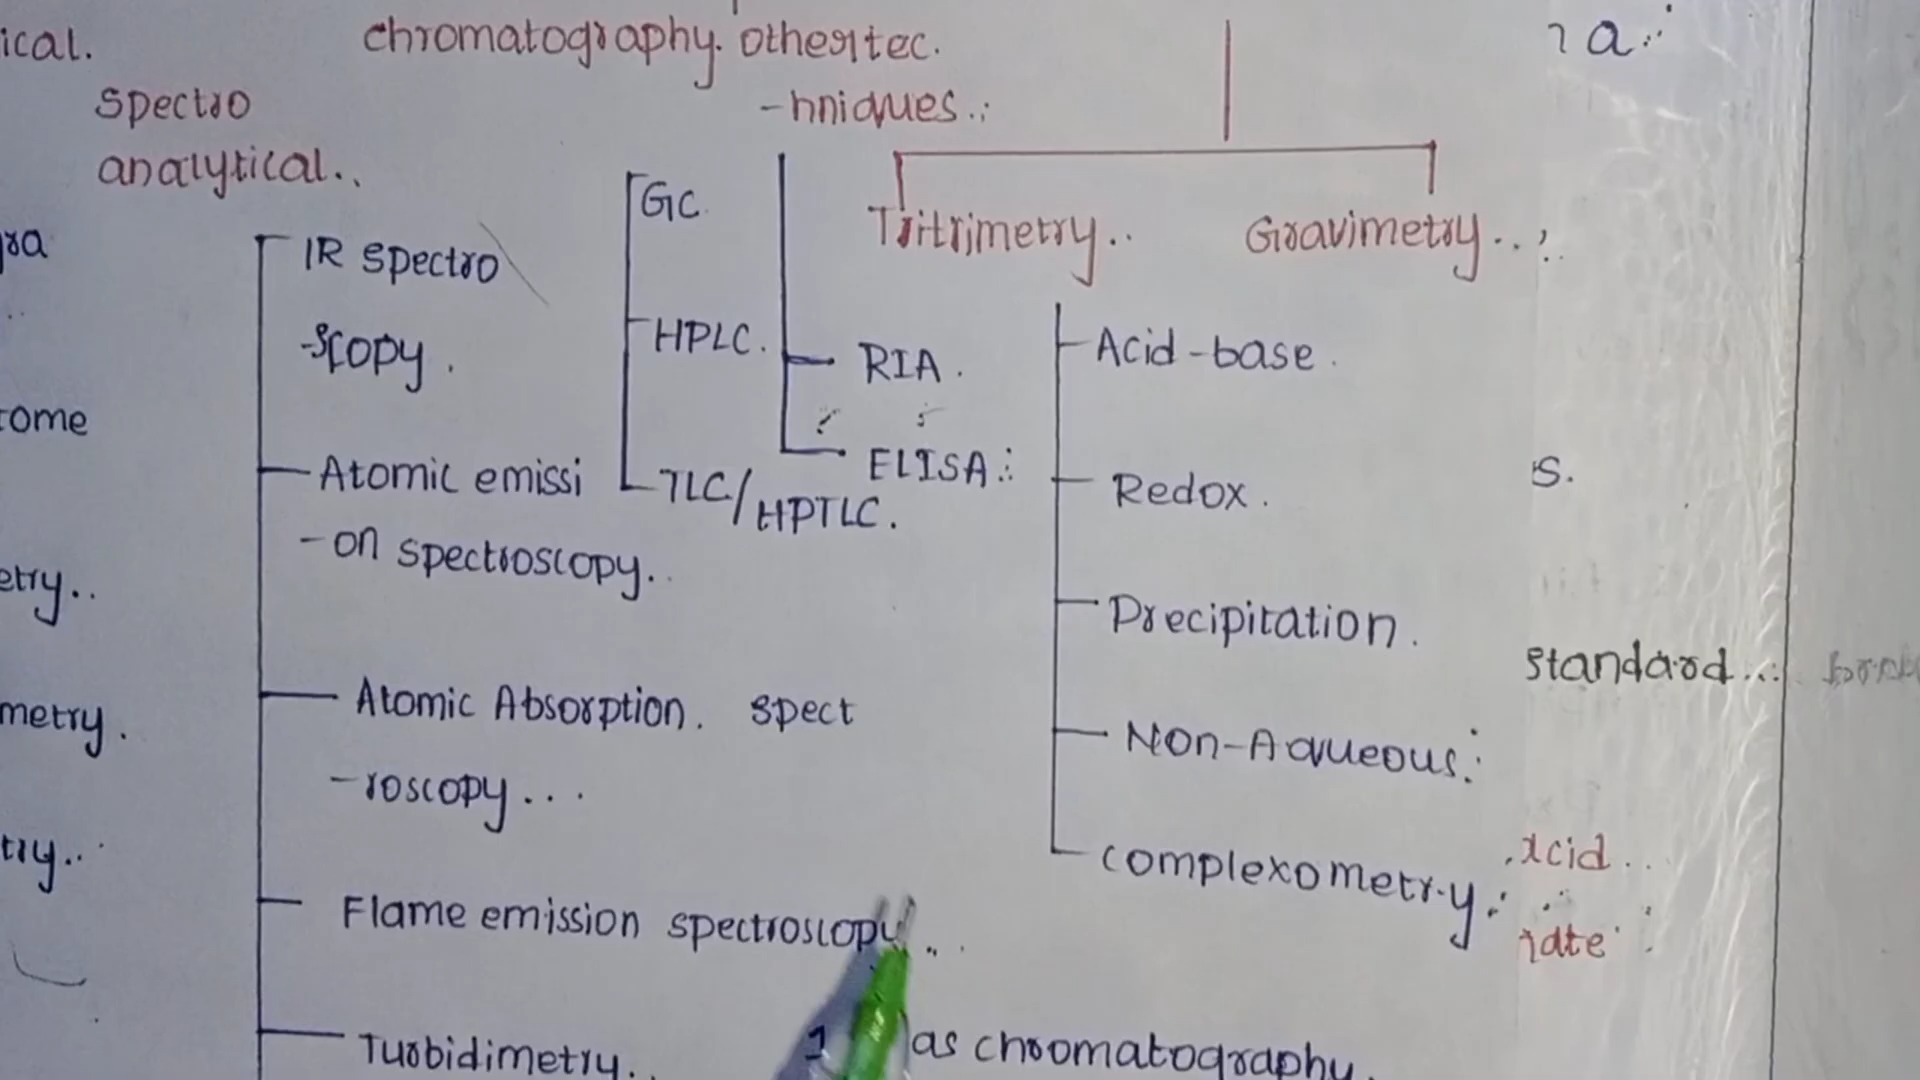 ical.
chromatography. other tec.
-hniques..
spectro
analytical..
IR spectro
-scopy.
Atomic emissi
-on spectroscopy..
Atomic Absorption. spect
-roscopy...
Flame emission spectroscopy..
Turbidimetry..
GC
HPLC.
TLC/HPTLC.
RIA.
ELISA.
Tritrimetry..
Gravimetry...
Acid-base.
Redox.
Precipitation.
Non-Aqueous.
complexometry.
ome
etry..
metry.
try..
s.
standard...
as chromatography.